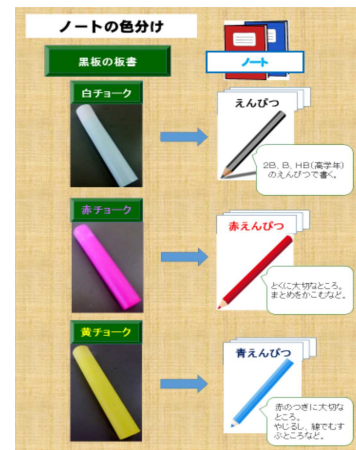 ノートの色分け
黒板の板書
ノート
白チョーク
えんぴつ
2B、B、HB(高学年)
のえんぴつで書く。
赤チョーク
赤えんぴつ
とくに大切なところ。
まとめをかこむなど。
黄チョーク
青えんぴつ
赤のつぎに大切な
ところ。
やじるし、線でむす
ぶところなど。